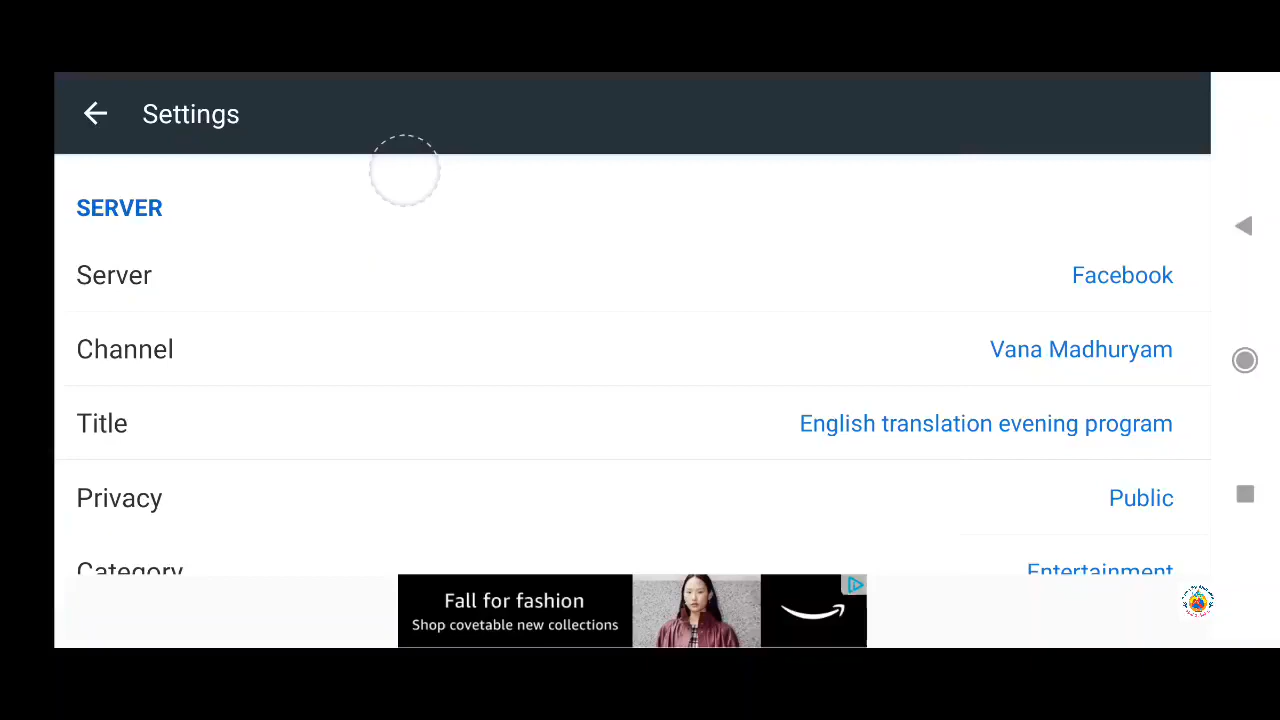 Settings
SERVER
Server Facebook
Channel Vana Madhuryam
Title English translation evening program
Privacy Public
Category Entertainment
Fall for fashion
Shop covetable new collections